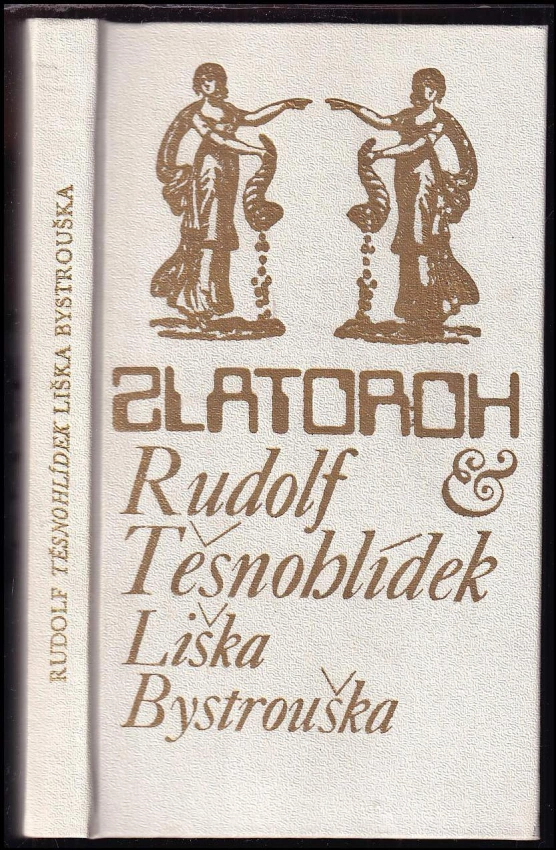 RUDOLF TĚSNOHLÍDEK LIŠKA BYSTROUŠKA
ZLATOROH
Rudolf &
Těsnohlídek
Liška
Bystrouška